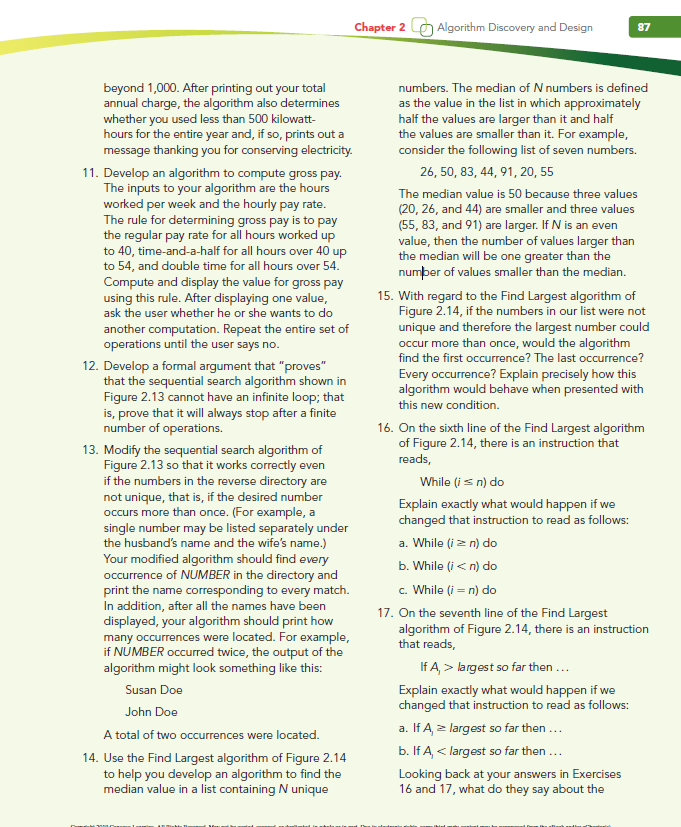 Chapter 2 Algorithm Discovery and Design 87
beyond 1,000. After printing out your total
annual charge, the algorithm also determines
whether you used less than 500 kilowatt-
hours for the entire year and, if so, prints out a
message thanking you for conserving electricity.
11. Develop an algorithm to compute gross pay.
The inputs to your algorithm are the hours
worked per week and the hourly pay rate.
The rule for determining gross pay is to pay
the regular pay rate for all hours worked up
to 40, time-and-a-half for all hours over 40 up
to 54, and double time for all hours over 54.
Compute and display the value for gross pay
using this rule. After displaying one value,
ask the user whether he or she wants to do
another computation. Repeat the entire set of
operations until the user says no.
12. Develop a formal argument that “proves”
that the sequential search algorithm shown in
Figure 2.13 cannot have an infinite loop; that
is, prove that it will always stop after a finite
number of operations.
13. Modify the sequential search algorithm of
Figure 2.13 so that it works correctly even
if the numbers in the reverse directory are
not unique, that is, if the desired number
occurs more than once. (For example, a
single number may be listed separately under
the husband’s name and the wife’s name.)
Your modified algorithm should find every
occurrence of NUMBER in the directory and
print the name corresponding to every match.
In addition, after all the names have been
displayed, your algorithm should print how
many occurrences were located. For example,
if NUMBER occurred twice, the output of the
algorithm might look something like this:
Susan Doe
John Doe
A total of two occurrences were located.
14. Use the Find Largest algorithm of Figure 2.14
to help you develop an algorithm to find the
median value in a list containing N unique
numbers. The median of N numbers is defined
as the value in the list in which approximately
half the values are larger than it and half
the values are smaller than it. For example,
consider the following list of seven numbers.
26, 50, 83, 44, 91, 20, 55
The median value is 50 because three values
(20, 26, and 44) are smaller and three values
(55, 83, and 91) are larger. If N is an even
value, then the number of values larger than
the median will be one greater than the
number of values smaller than the median.
15. With regard to the Find Largest algorithm of
Figure 2.14, if the numbers in our list were not
unique and therefore the largest number could
occur more than once, would the algorithm
find the first occurrence? The last occurrence?
Every occurrence? Explain precisely how this
algorithm would behave when presented with
this new condition.
16. On the sixth line of the Find Largest algorithm
of Figure 2.14, there is an instruction that
reads,
While (i ≤ n) do
Explain exactly what would happen if we
changed that instruction to read as follows:
a. While (i ≥ n) do
b. While (i < n) do
c. While (i = n) do
17. On the seventh line of the Find Largest
algorithm of Figure 2.14, there is an instruction
that reads,
If Aᵢ > largest so far then ...
Explain exactly what would happen if we
changed that instruction to read as follows:
a. If Aᵢ ≥ largest so far then ...
b. If Aᵢ < largest so far then ...
Looking back at your answers in Exercises
16 and 17, what do they say about the